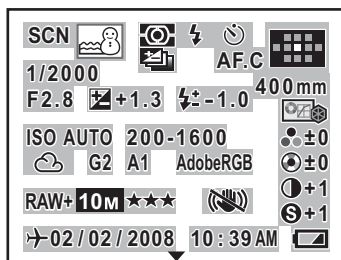 SCN AF.C
1/2000
F2.8 +1.3 -1.0 400mm
ISO AUTO 200-1600 ±0
G2 A1 AdobeRGB ±0
+1
RAW+ 10M ★★★ S+1
02/02/2008 10:39AM